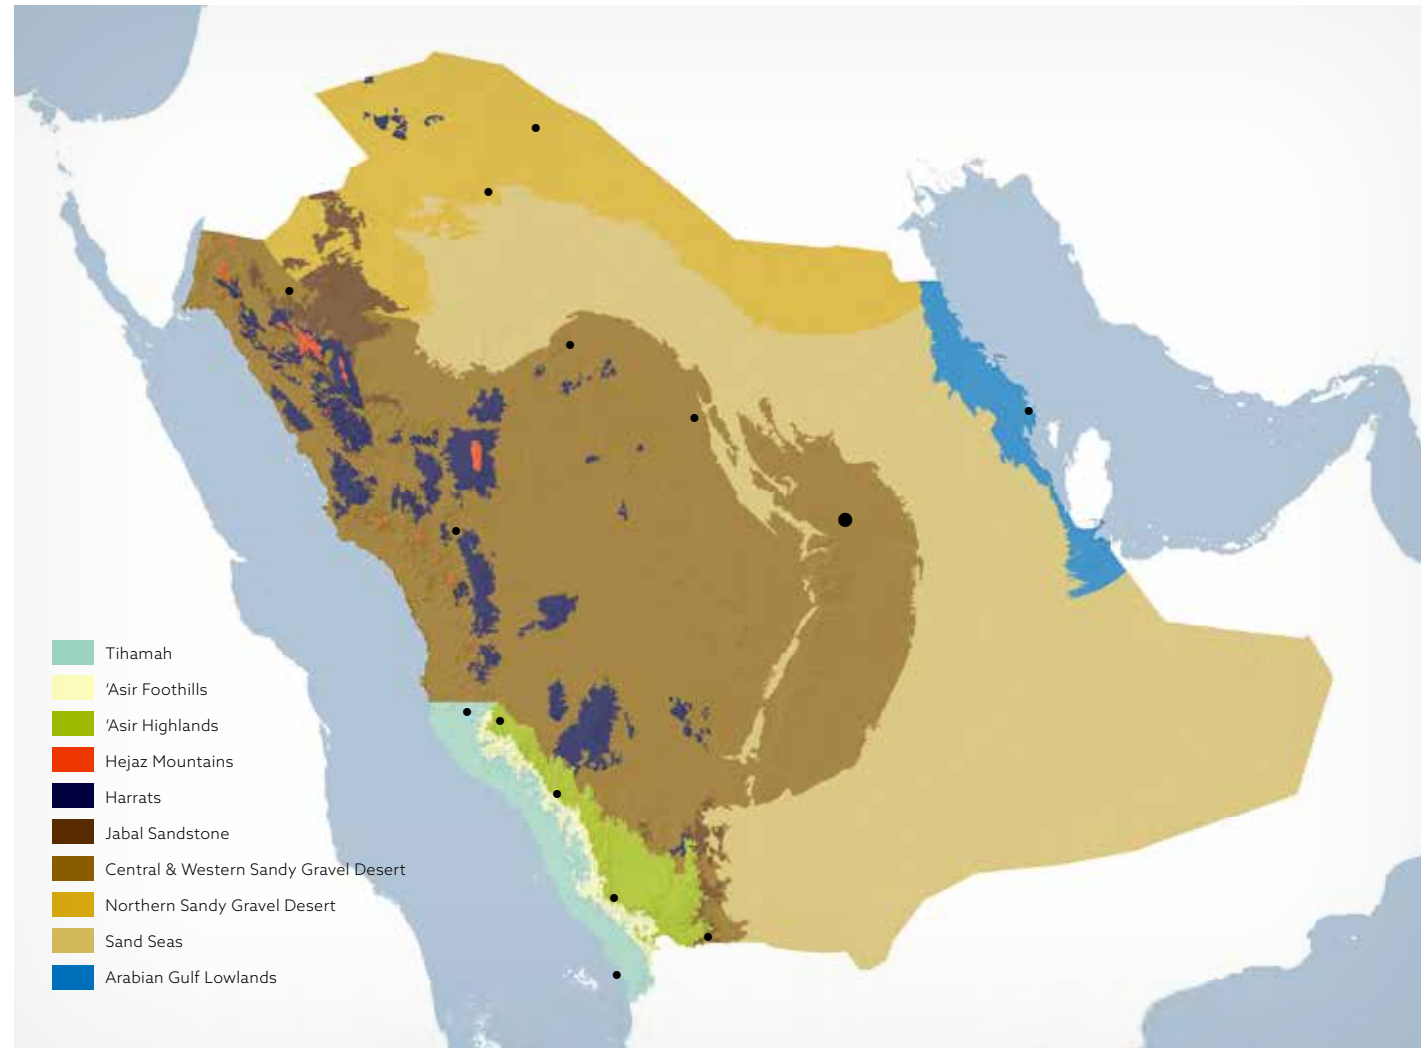 Tihamah
‘Asir Foothills
‘Asir Highlands
Hejaz Mountains
Harrats
Jabal Sandstone
Central & Western Sandy Gravel Desert
Northern Sandy Gravel Desert
Sand Seas
Arabian Gulf Lowlands